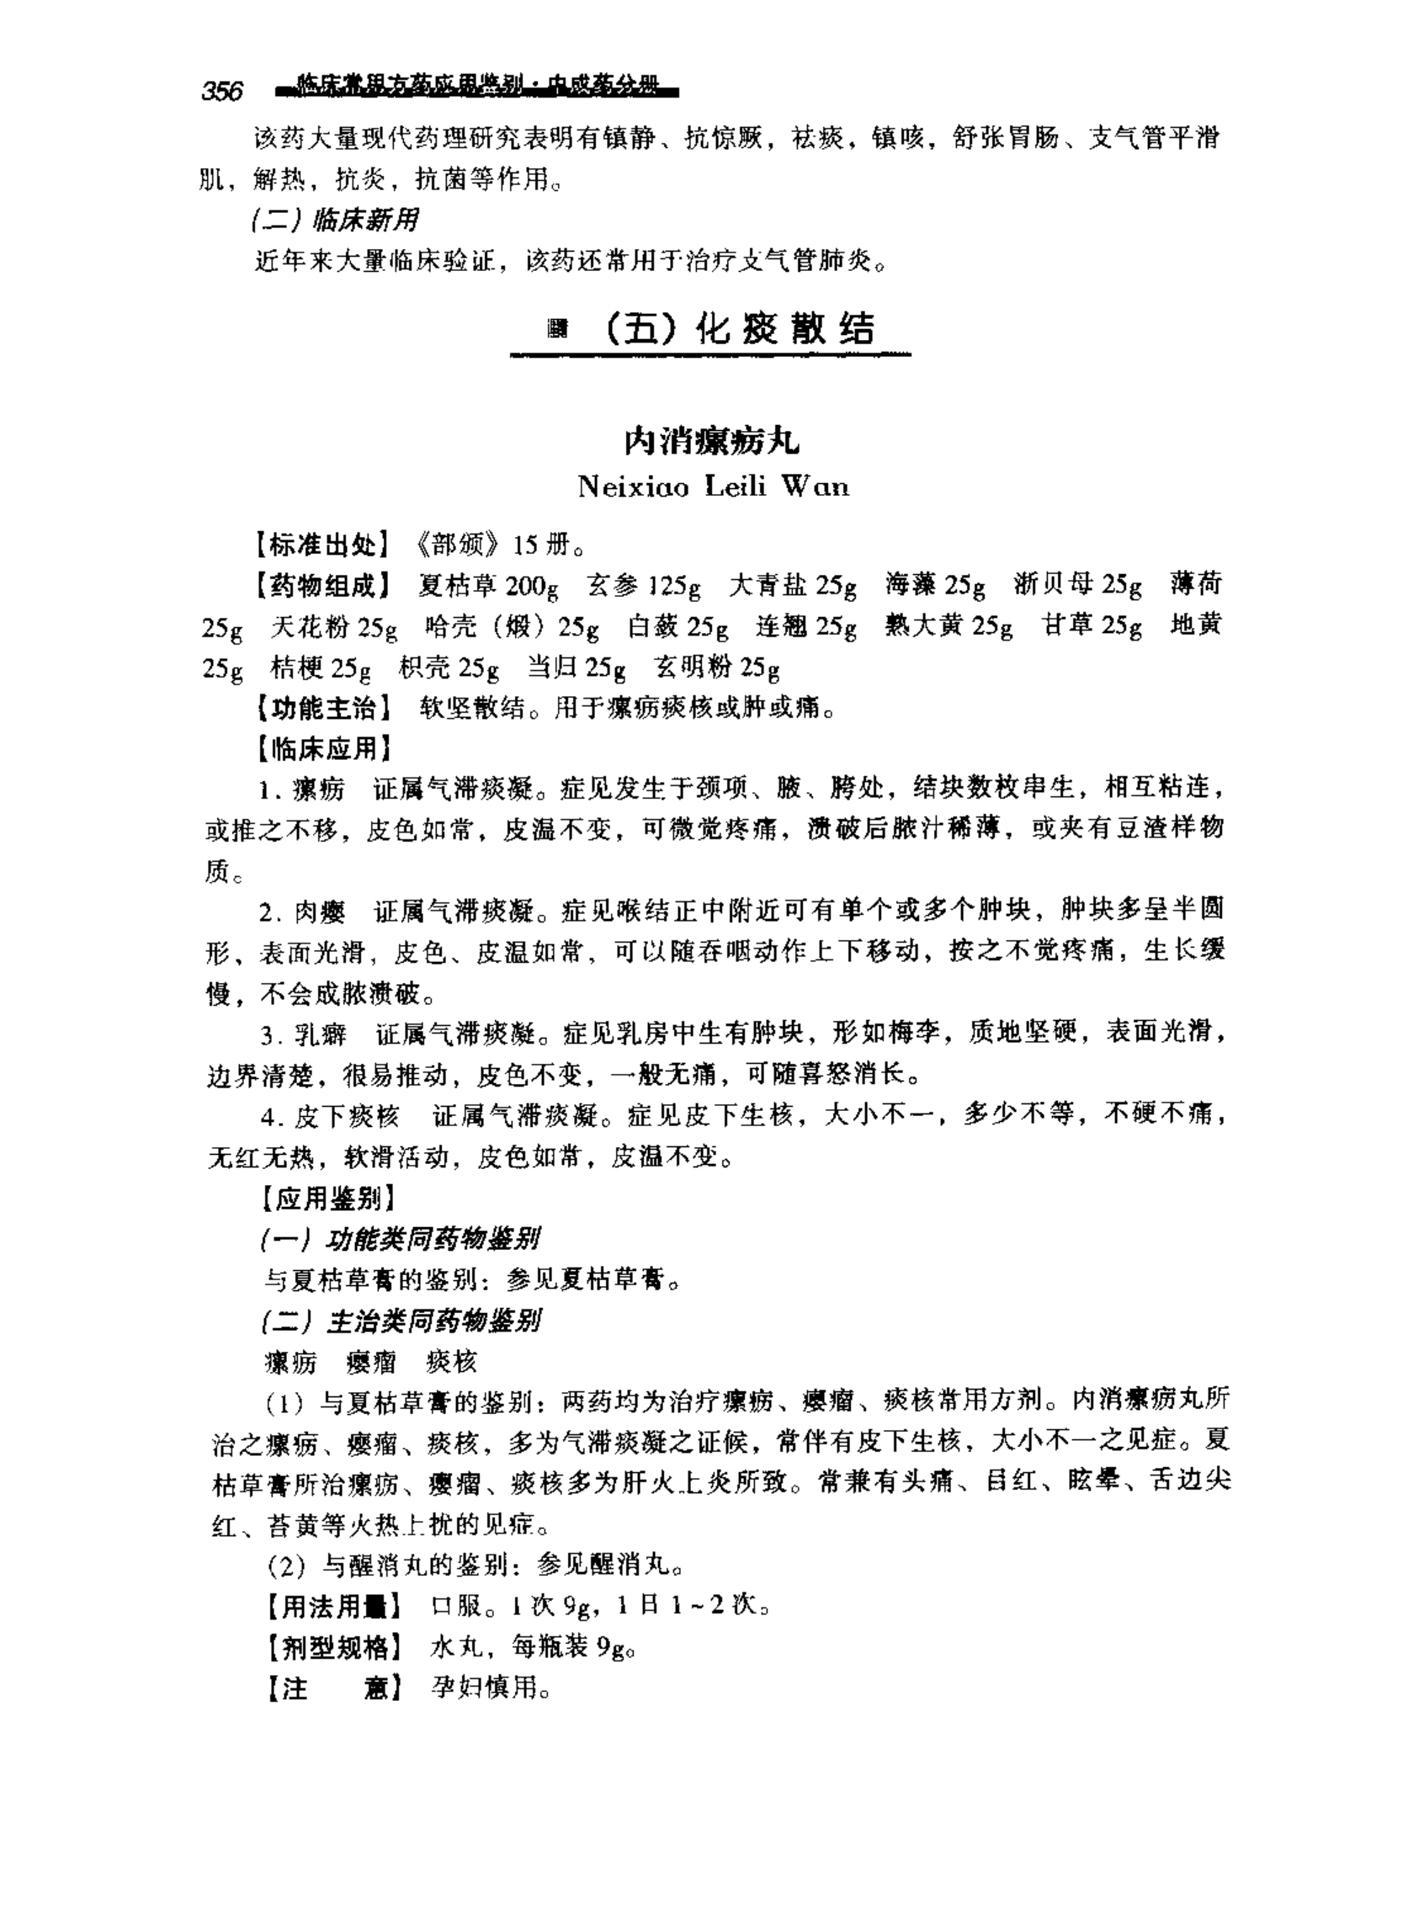 356 临床常用方药应用鉴别·中成药分册
该药大量现代药理研究表明有镇静、抗惊厥，祛痰，镇咳，舒张胃肠、支气管平滑
肌，解热，抗炎，抗菌等作用。
(二) 临床新用
近年来大量临床验证，该药还常用于治疗支气管肺炎。
(五) 化痰散结
内消瘰疬丸
Neixiao Leili Wan
【标准出处】 《部颁》15 册。
【药物组成】 夏枯草 200g 玄参 125g 大青盐 25g 海藻 25g 浙贝母 25g 薄荷
25g 天花粉 25g 哈壳（煅）25g 白蔹 25g 连翘 25g 熟大黄 25g 甘草 25g 地黄
25g 桔梗 25g 枳壳 25g 当归 25g 玄明粉 25g
【功能主治】 软坚散结。用于瘰疬痰核或肿或痛。
【临床应用】
1. 瘰疬 证属气滞痰凝。症见发生于颈项、腋、胯处，结块数枚串生，相互粘连，
或推之不移，皮色如常，皮温不变，可微觉疼痛，溃破后脓汁稀薄，或夹有豆渣样物
质。
2. 肉瘿 证属气滞痰凝。症见喉结正中附近可有单个或多个肿块，肿块多呈半圆
形，表面光滑，皮色、皮温如常，可以随吞咽动作上下移动，按之不觉疼痛，生长缓
慢，不会成脓溃破。
3. 乳癖 证属气滞痰凝。症见乳房中生有肿块，形如梅李，质地坚硬，表面光滑，
边界清楚，很易推动，皮色不变，一般无痛，可随喜怒消长。
4. 皮下痰核 证属气滞痰凝。症见皮下生核，大小不一，多少不等，不硬不痛，
无红无热，软滑活动，皮色如常，皮温不变。
【应用鉴别】
(一) 功能类同药物鉴别
与夏枯草膏的鉴别：参见夏枯草膏。
(二) 主治类同药物鉴别
瘰疬 瘿瘤 痰核
(1) 与夏枯草膏的鉴别：两药均为治疗瘰疬、瘿瘤、痰核常用方剂。内消瘰疬丸所
治之瘰疬、瘿瘤、痰核，多为气滞痰凝之证候，常伴有皮下生核，大小不一之见症。夏
枯草膏所治瘰疬、瘿瘤、痰核多为肝火上炎所致。常兼有头痛、目红、眩晕、舌边尖
红、苔黄等火热上扰的见症。
(2) 与醒消丸的鉴别：参见醒消丸。
【用法用量】 口服。1 次 9g，1 日 1~2 次。
【剂型规格】 水丸，每瓶装 9g。
【注 意】 孕妇慎用。